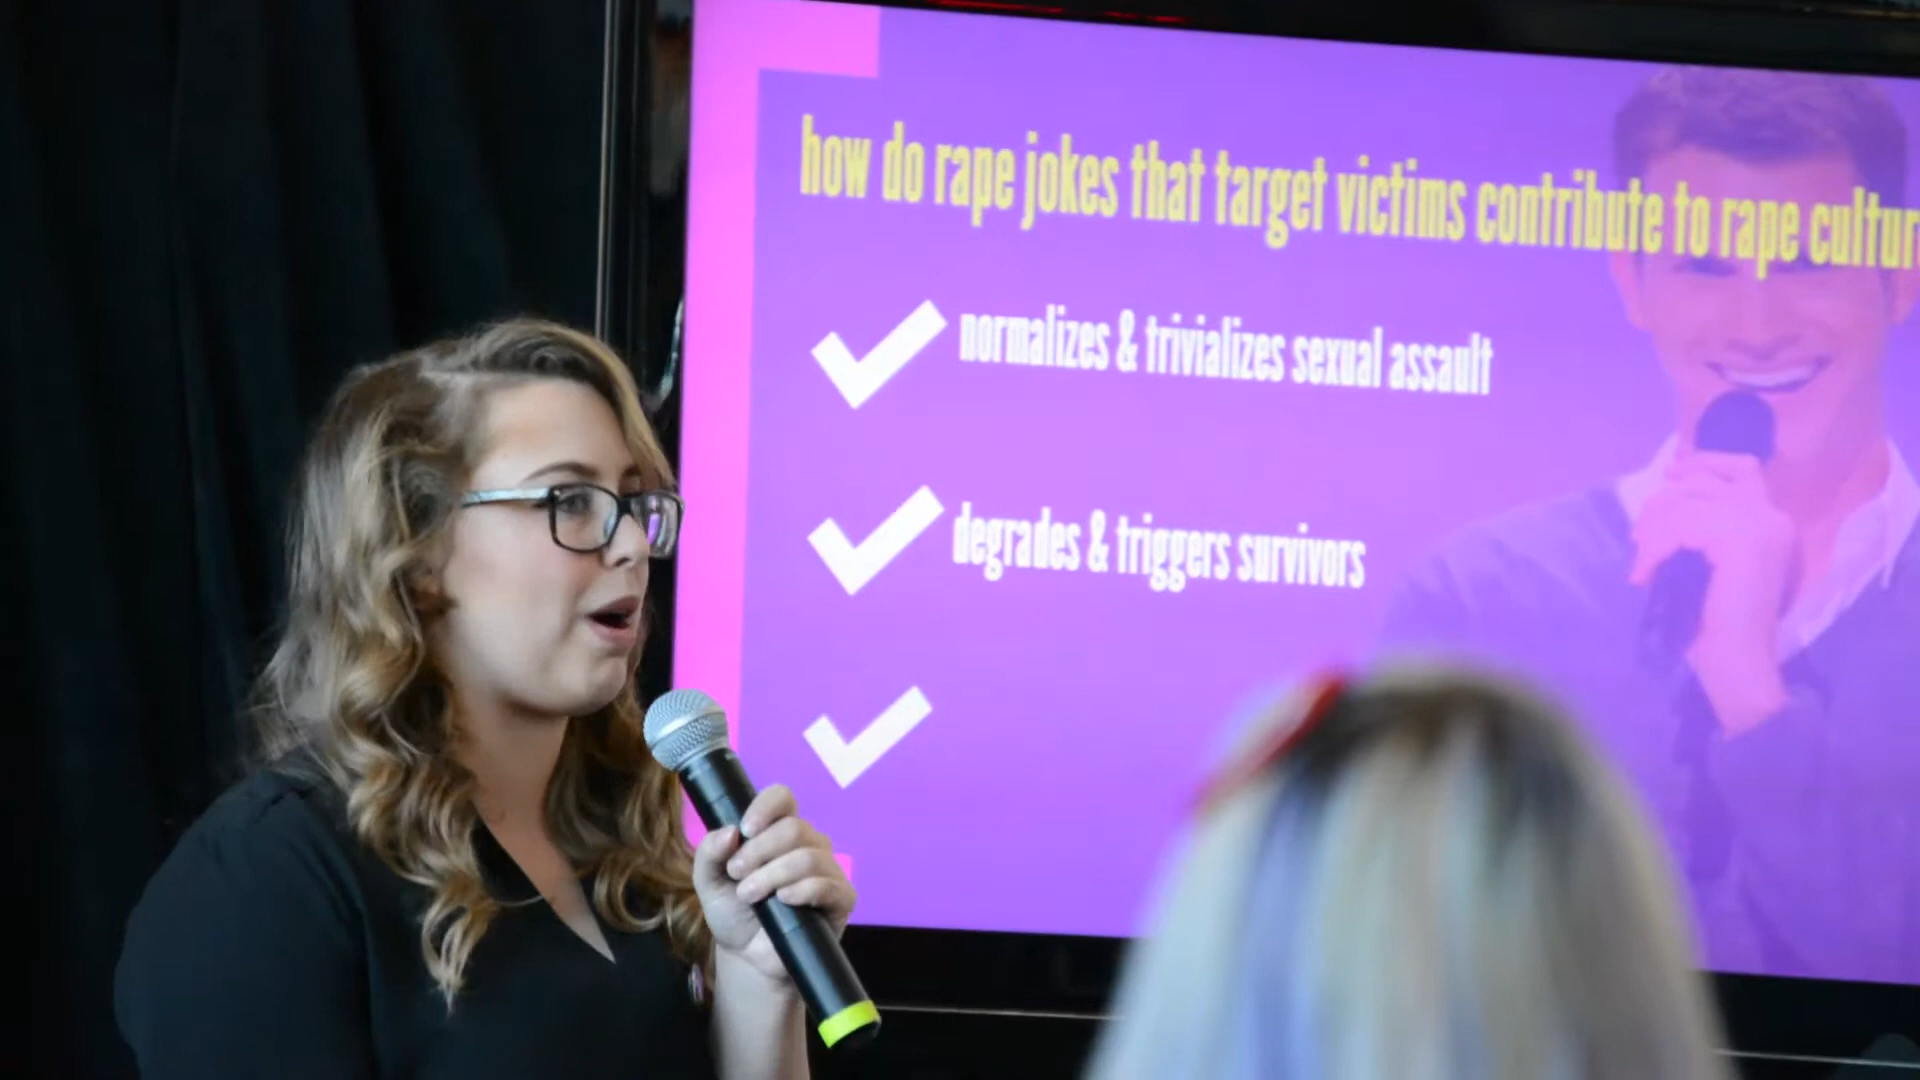 how do rape jokes that target victims contribute to rape cultur
normalizes & trivializes sexual assault
degrades & triggers survivors